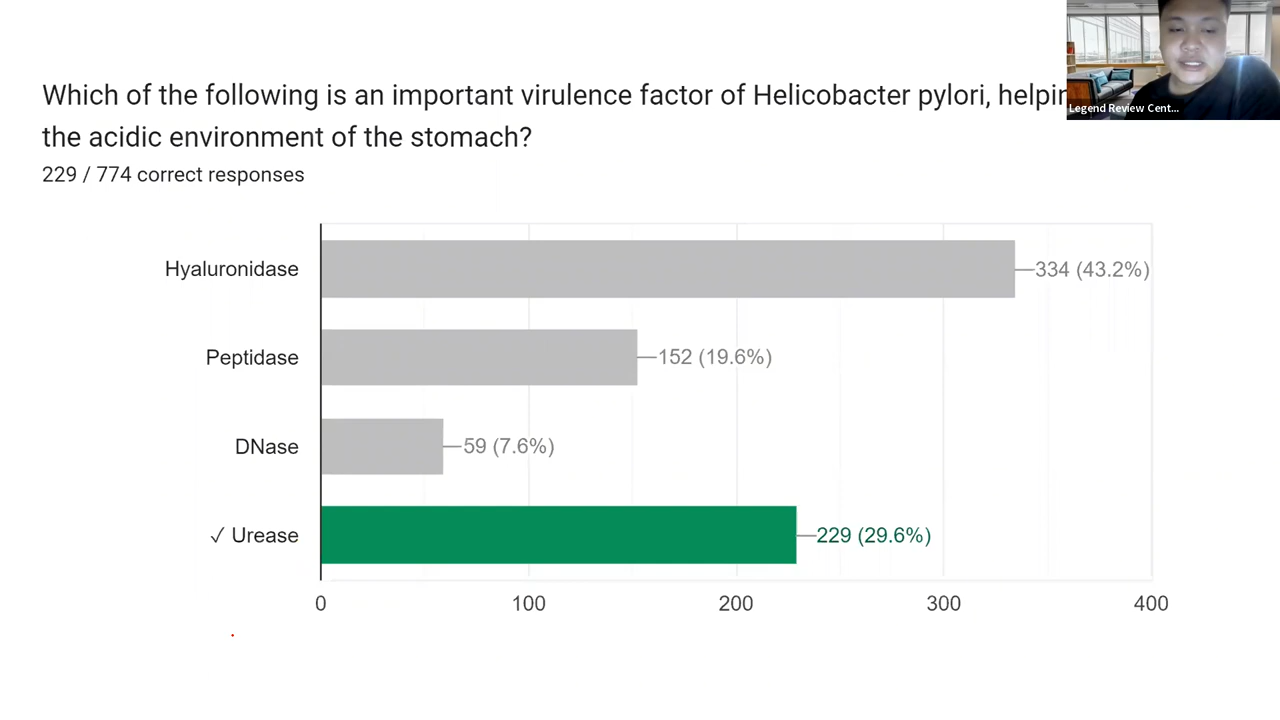 Which of the following is an important virulence factor of Helicobacter pylori,
the acidic environment of the stomach?
229 / 774 correct responses
Legend Review Cent...
Hyaluronidase
334 (43.2%)
Peptidase
152 (19.6%)
DNase
59 (7.6%)
✓ Urease
229 (29.6%)
0 100 200 300 400